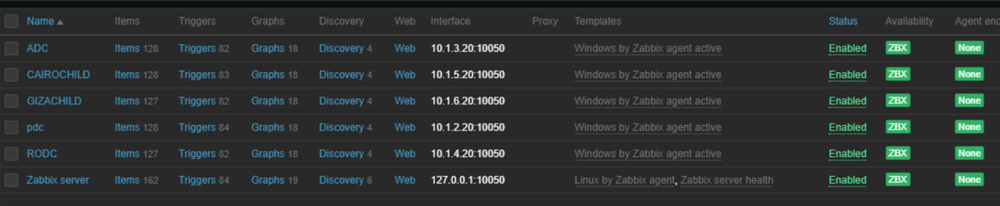 Name Items Triggers Graphs Discovery Web Interface Proxy Templates Status Availability Agent enc
ADC Items 128 Triggers 82 Graphs 18 Discovery 4 Web 10.1.3.20:10050 Windows by Zabbix agent active Enabled ZBX None
CAIROCHILD Items 128 Triggers 83 Graphs 18 Discovery 4 Web 10.1.5.20:10050 Windows by Zabbix agent active Enabled ZBX None
GIZACHILD Items 127 Triggers 82 Graphs 18 Discovery 4 Web 10.1.6.20:10050 Windows by Zabbix agent active Enabled ZBX None
pdc Items 128 Triggers 84 Graphs 18 Discovery 4 Web 10.1.2.20:10050 Windows by Zabbix agent active Enabled ZBX None
RODC Items 127 Triggers 82 Graphs 18 Discovery 4 Web 10.1.4.20:10050 Windows by Zabbix agent active Enabled ZBX None
Zabbix server Items 162 Triggers 84 Graphs 19 Discovery 6 Web 127.0.0.1:10050 Linux by Zabbix agent, Zabbix server health Enabled ZBX None